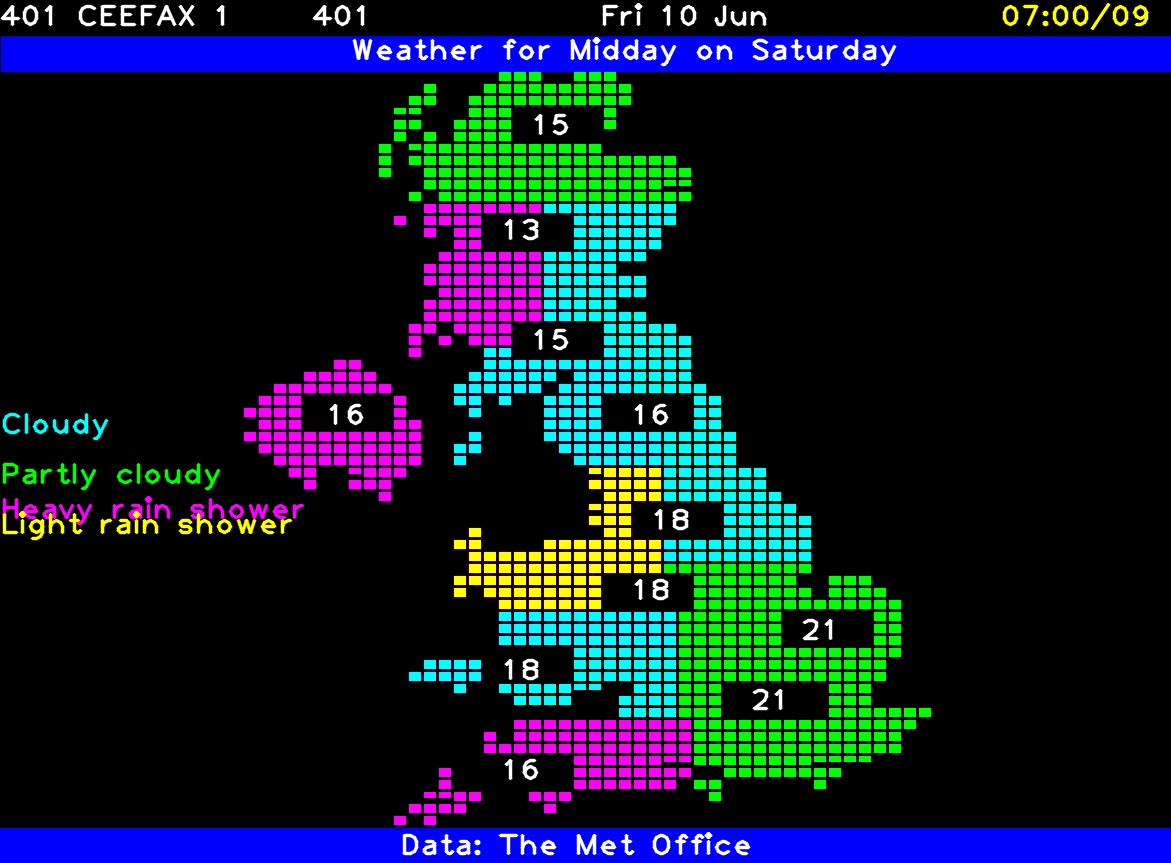 401 CEEFAX 1 401 Fri 10 Jun 07:00/09
Weather for Midday on Saturday
15
13
15
16 16
Cloudy
Partly cloudy
Heavy rain shower
18
Light rain shower
18
21
18
21
16
Data: The Met Office